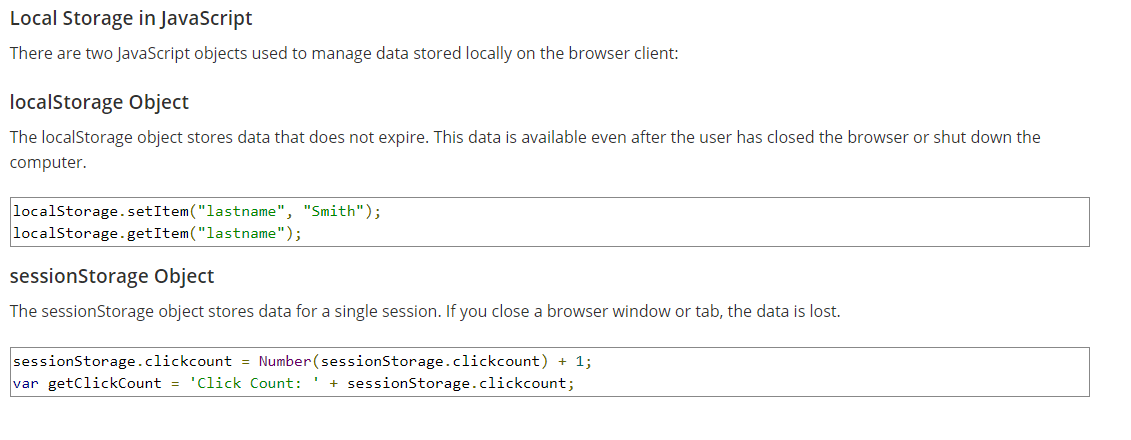 Local Storage in JavaScript
There are two JavaScript objects used to manage data stored locally on the browser client:
localStorage Object
The localStorage object stores data that does not expire. This data is available even after the user has closed the browser or shut down the
computer.
localStorage.setItem("lastname", "Smith");
localStorage.getItem("lastname");
sessionStorage Object
The sessionStorage object stores data for a single session. If you close a browser window or tab, the data is lost.
sessionStorage.clickcount = Number(sessionStorage.clickcount) + 1;
var getClickCount = 'Click Count: ' + sessionStorage.clickcount;